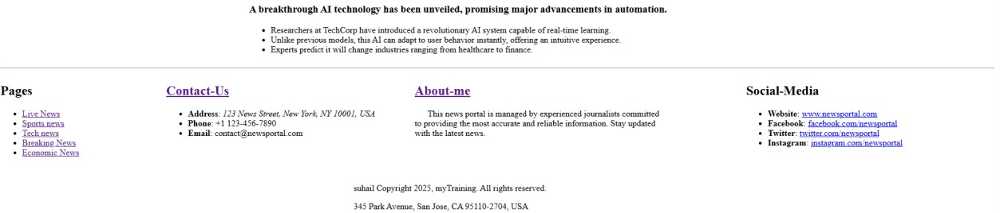 A breakthrough AI technology has been unveiled, promising major advancements in automation.
Researchers at TechCorp have introduced a revolutionary AI system capable of real-time learning.
Unlike previous models, this AI can adapt to user behavior instantly, offering an intuitive experience.
Experts predict it will change industries ranging from healthcare to finance.
Pages
Live News
Sports news
Tech news
Breaking News
Economic News
Contact-Us
Address: 123 News Street, New York, NY 10001, USA
Phone: +1 123-456-7890
Email: contact@newsportal.com
About-me
This news portal is managed by experienced journalists committed
to providing the most accurate and reliable information. Stay updated
with the latest news.
Social-Media
Website: www.newsportal.com
Facebook: facebook.com/newsportal
Twitter: twitter.com/newsportal
Instagram: instagram.com/newsportal
suhail Copyright 2025, myTraining. All rights reserved.
345 Park Avenue, San Jose, CA 95110-2704, USA